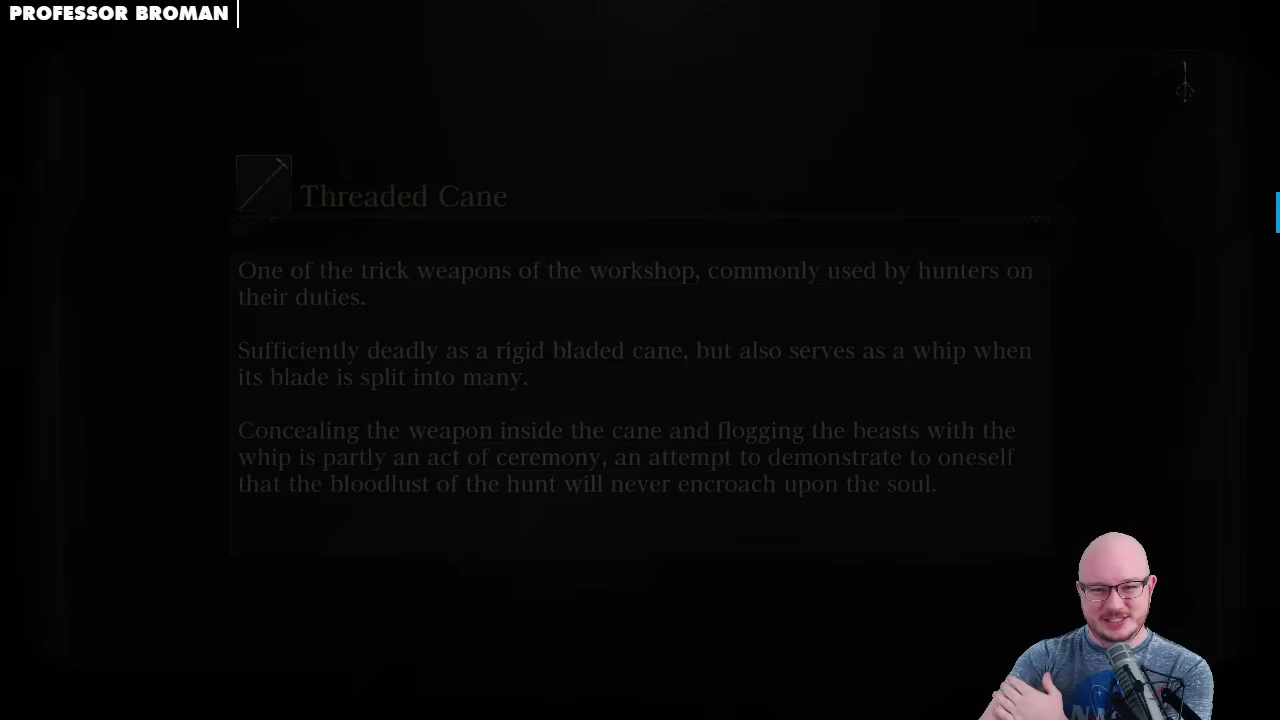 PROFESSOR BROMAN
Threaded Cane
One of the trick weapons of the workshop, commonly used by hunters on
their duties.
Sufficiently deadly as a rigid bladed cane, but also serves as a whip when
its blade is split into many.
Concealing the weapon inside the cane and flogging the beasts with the
whip is partly an act of ceremony, an attempt to demonstrate to oneself
that the bloodlust of the hunt will never encroach upon the soul.
NAS